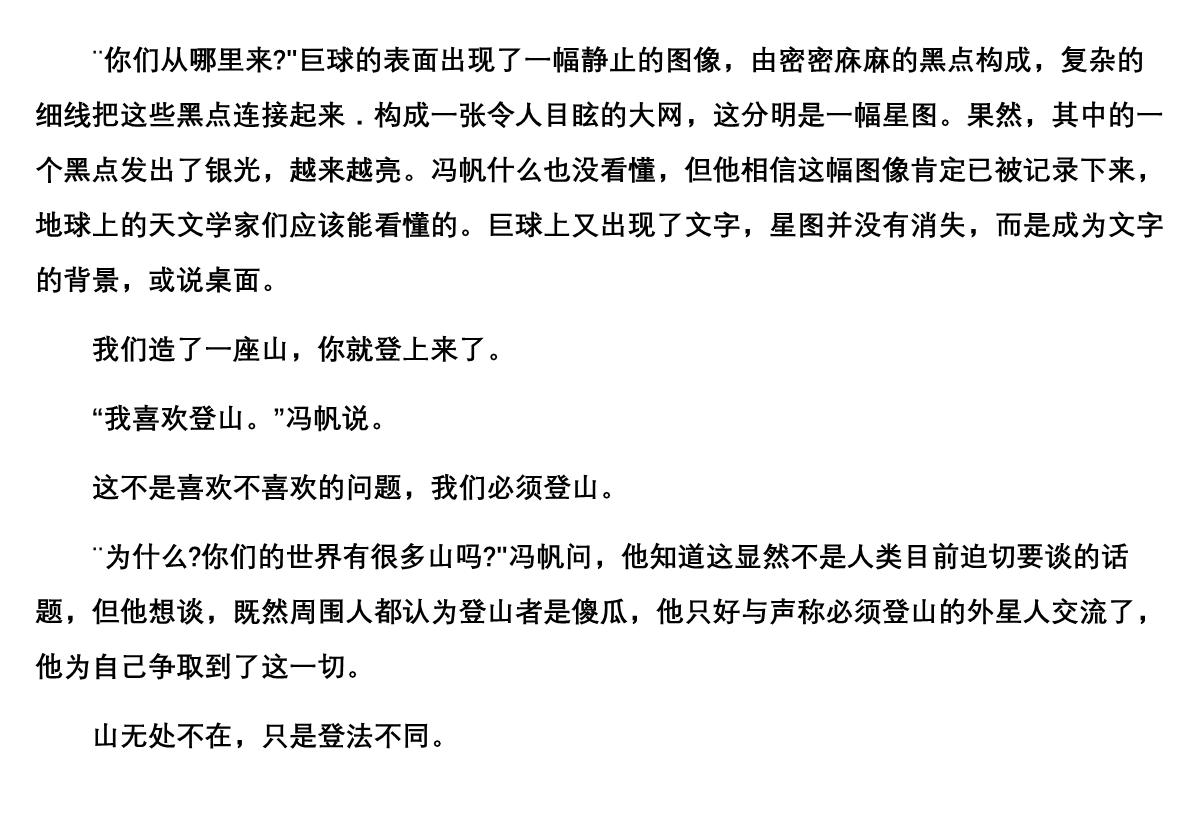 ¨你们从哪里来?"巨球的表面出现了一幅静止的图像，由密密庥麻的黑点构成，复杂的
细线把这些黑点连接起来．构成一张令人目眩的大网，这分明是一幅星图。果然，其中的一
个黑点发出了银光，越来越亮。冯帆什么也没看懂，但他相信这幅图像肯定已被记录下来，
地球上的天文学家们应该能看懂的。巨球上又出现了文字，星图并没有消失，而是成为文字
的背景，或说桌面。
我们造了一座山，你就登上来了。
“我喜欢登山。”冯帆说。
这不是喜欢不喜欢的问题，我们必须登山。
¨为什么?你们的世界有很多山吗?"冯帆问，他知道这显然不是人类目前迫切要谈的话
题，但他想谈，既然周围人都认为登山者是傻瓜，他只好与声称必须登山的外星人交流了，
他为自己争取到了这一切。
山无处不在，只是登法不同。